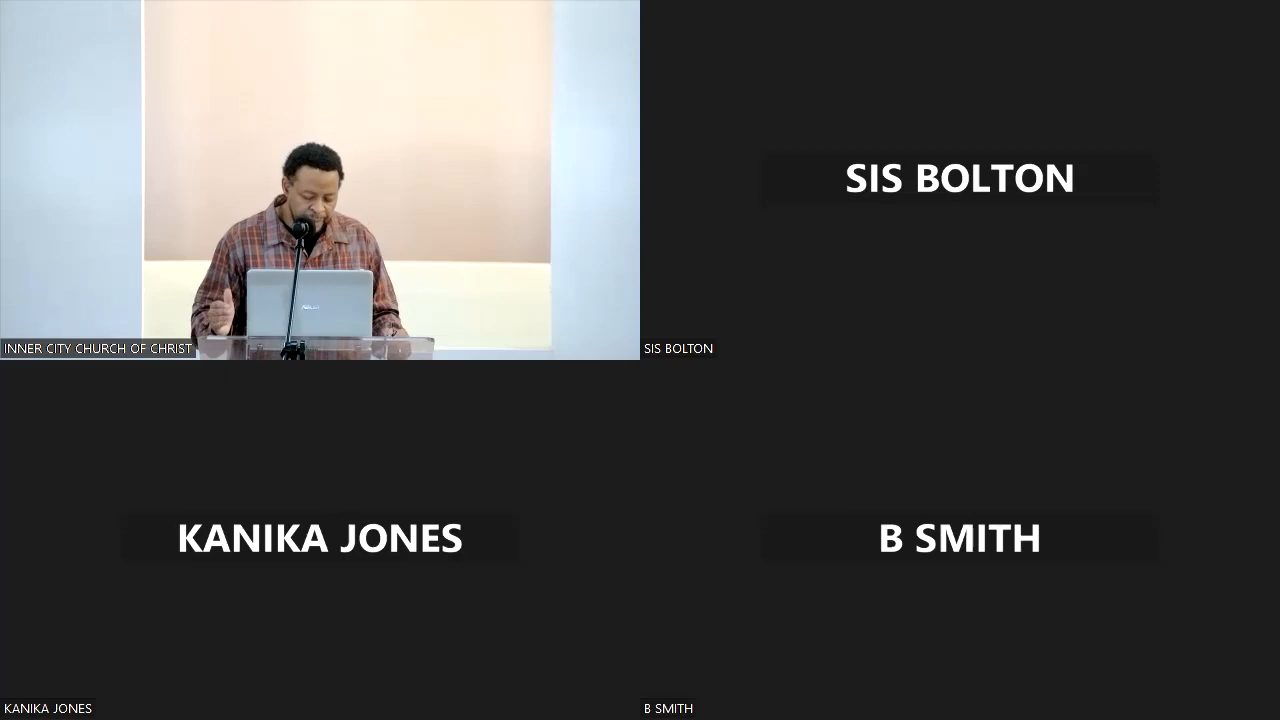 INNER CITY CHURCH OF CHRIST
SIS BOLTON
SIS BOLTON
KANIKA JONES
KANIKA JONES
B SMITH
B SMITH